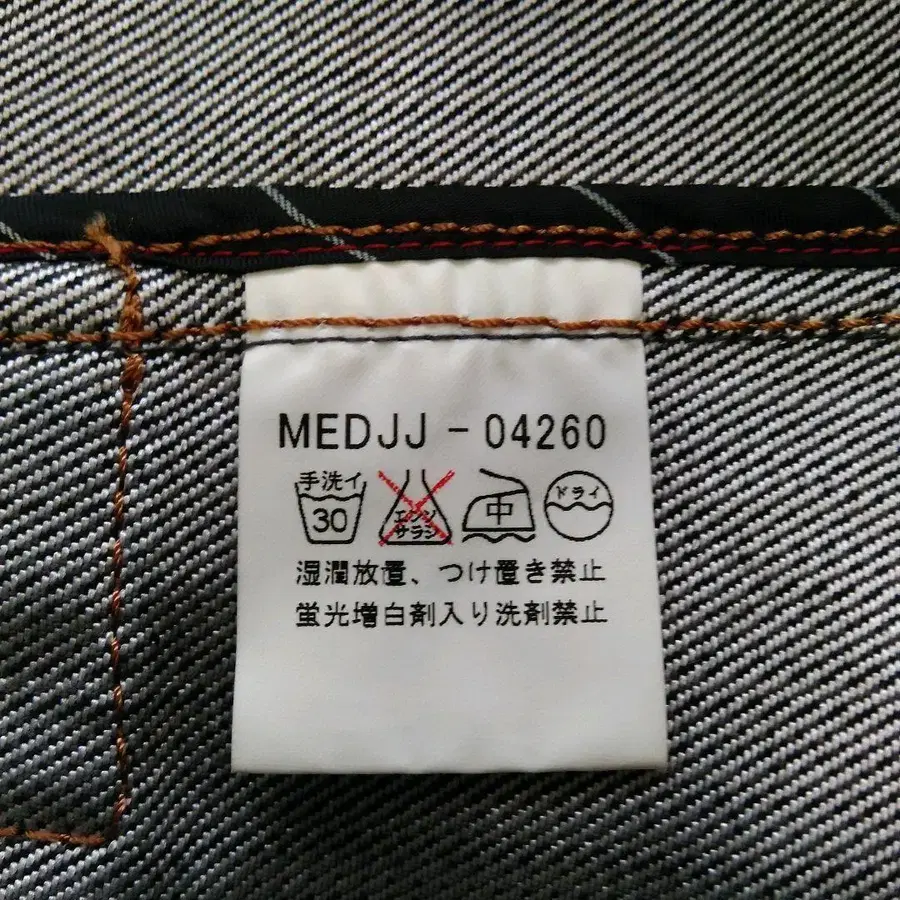 MEDJJ - 04260
手洗イ
30
エンソ
サラシ
中
ドライ
湿潤放置、つけ置き禁止
蛍光増白剤入り洗剤禁止